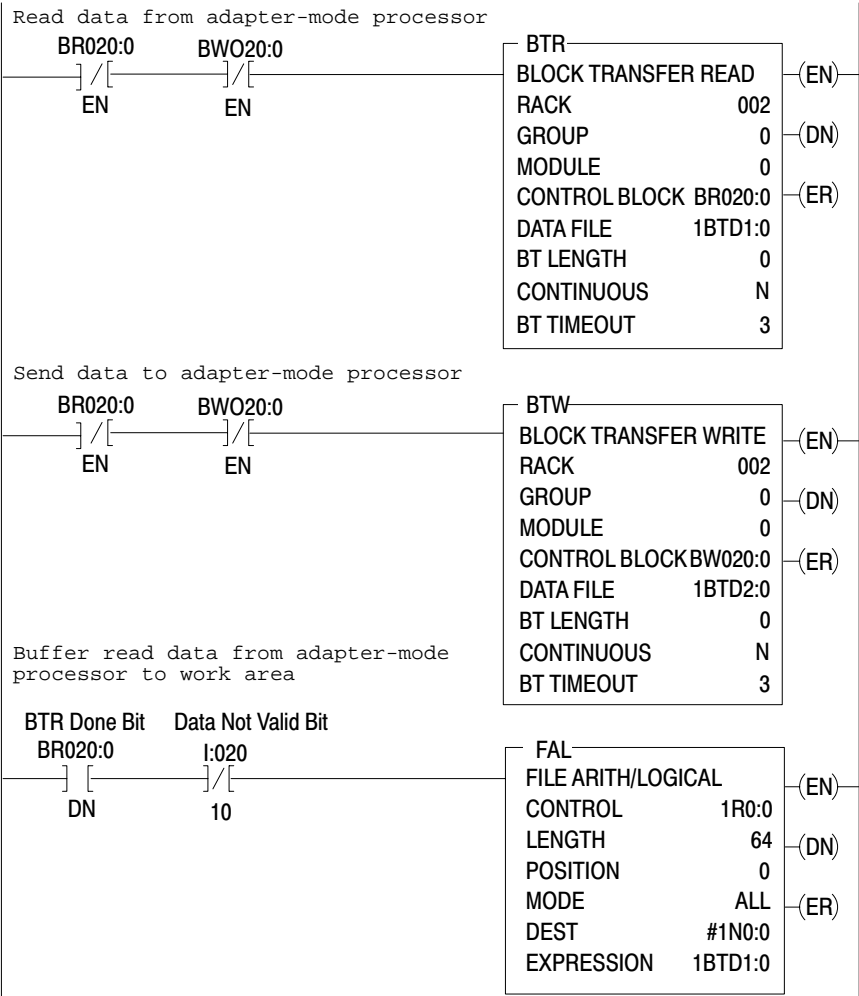 Read data from adapter-mode processor
BR020:0 BWO20:0
] / [ ] / [
EN EN
BTR
BLOCK TRANSFER READ (EN)
RACK 002
GROUP 0 (DN)
MODULE 0
CONTROL BLOCK BR020:0 (ER)
DATA FILE 1BTD1:0
BT LENGTH 0
CONTINUOUS N
BT TIMEOUT 3
Send data to adapter-mode processor
BR020:0 BWO20:0
] / [ ] / [
EN EN
BTW
BLOCK TRANSFER WRITE (EN)
RACK 002
GROUP 0 (DN)
MODULE 0
CONTROL BLOCK BW020:0 (ER)
DATA FILE 1BTD2:0
BT LENGTH 0
CONTINUOUS N
BT TIMEOUT 3
Buffer read data from adapter-mode
processor to work area
BTR Done Bit Data Not Valid Bit
BR020:0 I:020
] [ ] / [
DN 10
FAL
FILE ARITH/LOGICAL (EN)
CONTROL 1R0:0
LENGTH 64 (DN)
POSITION 0
MODE ALL (ER)
DEST #1N0:0
EXPRESSION 1BTD1:0